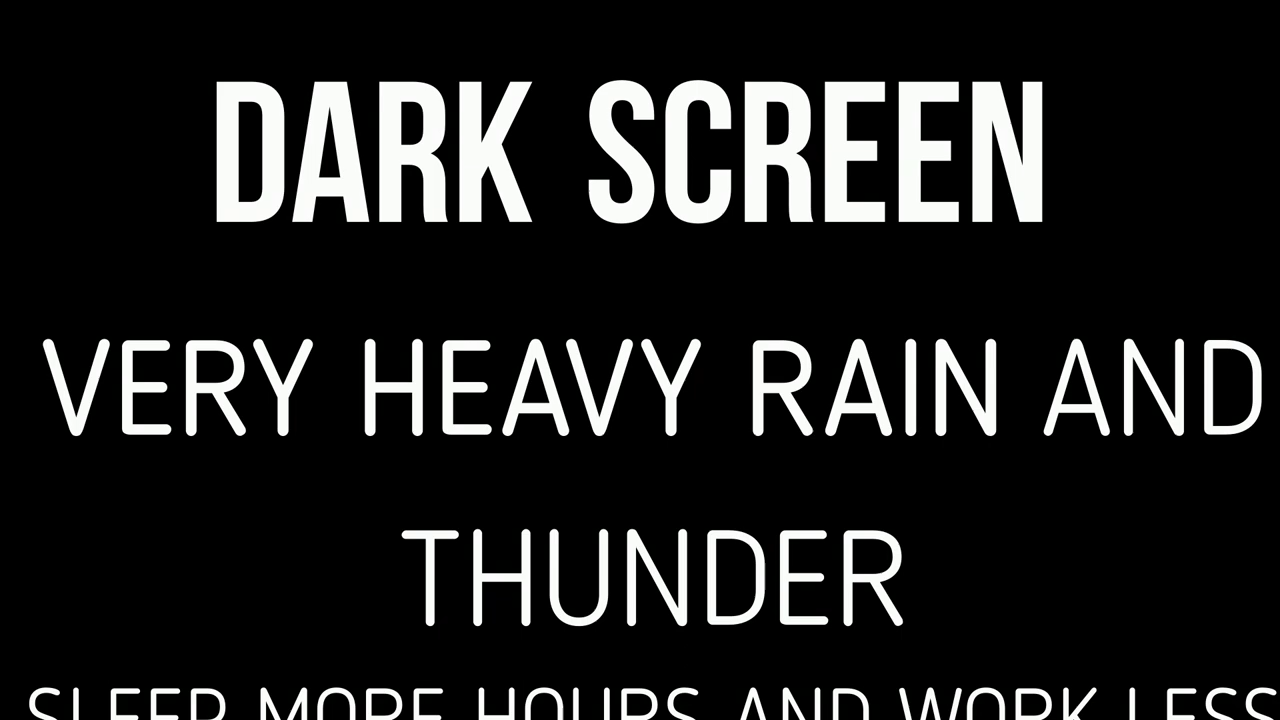 DARK SCREEN
VERY HEAVY RAIN AND
THUNDER
SLEEP MORE HOURS AND WORK LESS